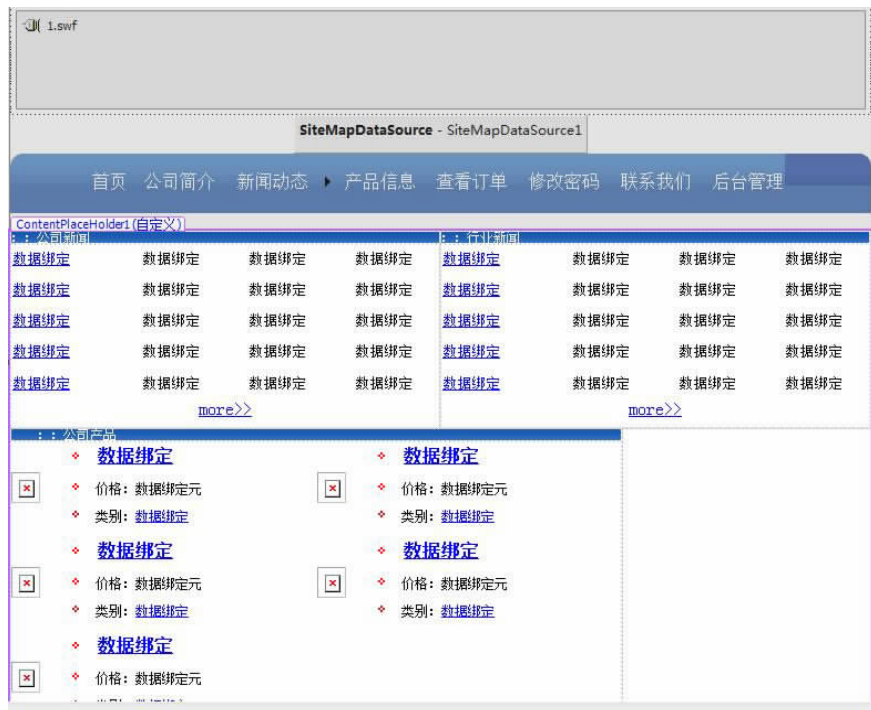 1.swf
SiteMapDataSource - SiteMapDataSource1
首页 公司简介 新闻动态 产品信息 查看订单 修改密码 联系我们 后台管理
ContentPlaceHolder1 (自定义)
: : 公司新闻 : : 行业新闻
数据绑定 数据绑定 数据绑定 数据绑定 数据绑定 数据绑定 数据绑定 数据绑定
数据绑定 数据绑定 数据绑定 数据绑定 数据绑定 数据绑定 数据绑定 数据绑定
数据绑定 数据绑定 数据绑定 数据绑定 数据绑定 数据绑定 数据绑定 数据绑定
数据绑定 数据绑定 数据绑定 数据绑定 数据绑定 数据绑定 数据绑定 数据绑定
数据绑定 数据绑定 数据绑定 数据绑定 数据绑定 数据绑定 数据绑定 数据绑定
more>> more>>
: : 公司产品
数据绑定 数据绑定
价格: 数据绑定元 价格: 数据绑定元
类别: 数据绑定 类别: 数据绑定
数据绑定 数据绑定
价格: 数据绑定元 价格: 数据绑定元
类别: 数据绑定 类别: 数据绑定
数据绑定
价格: 数据绑定元